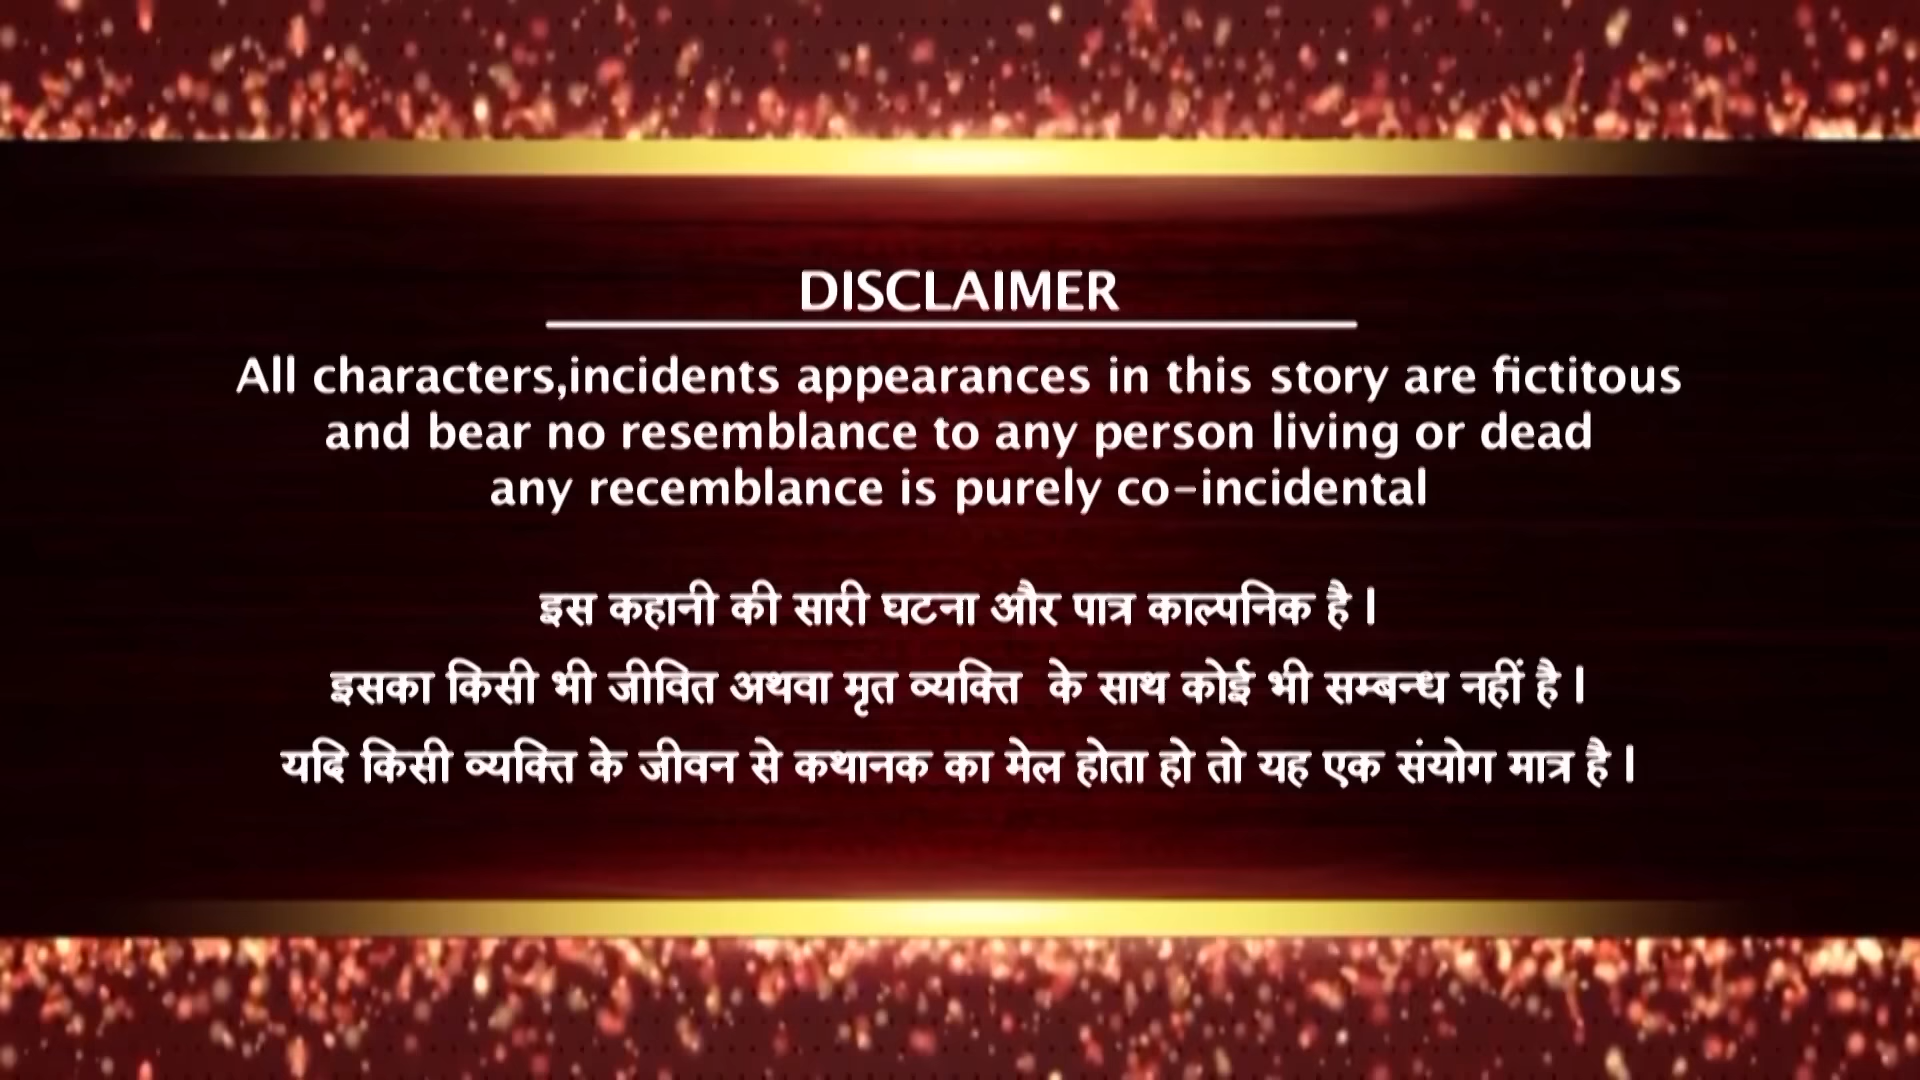 DISCLAIMER
All characters,incidents appearances in this story are fictitous
and bear no resemblance to any person living or dead
any recemblance is purely co-incidental
इस कहानी की सारी घटना और पात्र काल्पनिक है ।
इसका किसी भी जीवित अथवा मृत व्यक्ति के साथ कोई भी सम्बन्ध नहीं है ।
यदि किसी व्यक्ति के जीवन से कथानक का मेल होता हो तो यह एक संयोग मात्र है ।